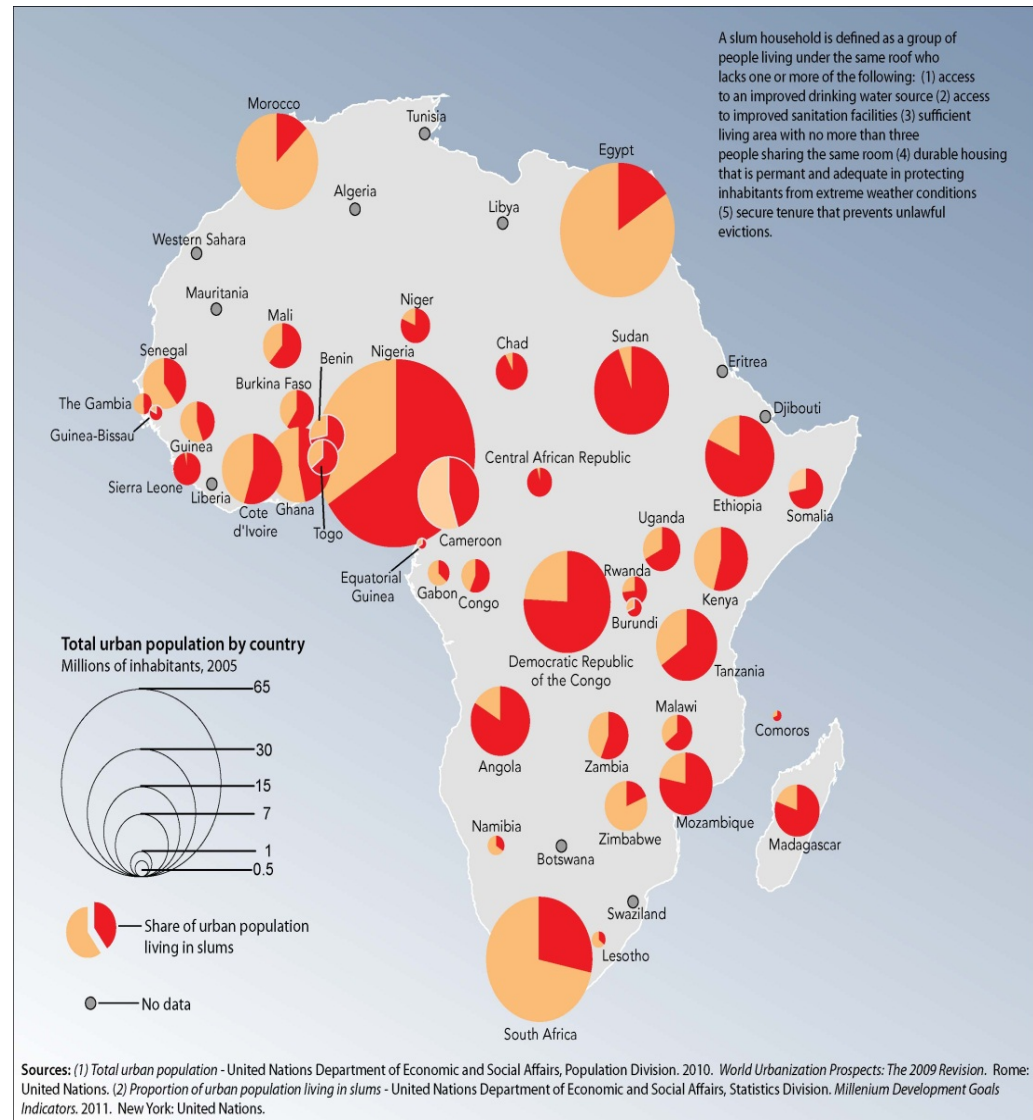 A slum household is defined as a group of
people living under the same roof who
lacks one or more of the following: (1) access
to an improved drinking water source (2) access
to improved sanitation facilities (3) sufficient
living area with no more than three
people sharing the same room (4) durable housing
that is permant and adequate in protecting
inhabitants from extreme weather conditions
(5) secure tenure that prevents unlawful
evictions.
Morocco
Tunisia
Egypt
Algeria
Libya
Western Sahara
Mauritania
Niger
Mali
Chad
Sudan
Senegal
Benin
Nigeria
Eritrea
Burkina Faso
The Gambia
Djibouti
Guinea-Bissau
Guinea
Central African Republic
Sierra Leone
Liberia
Ethiopia
Somalia
Cote
d'Ivoire
Ghana
Togo
Cameroon
Uganda
Equatorial
Guinea
Gabon
Congo
Rwanda
Kenya
Burundi
Democratic Republic
of the Congo
Tanzania
Malawi
Comoros
Angola
Zambia
Mozambique
Zimbabwe
Madagascar
Namibia
Botswana
Swaziland
Lesotho
South Africa
Total urban population by country
Millions of inhabitants, 2005
65
30
15
7
1
0.5
Share of urban population
living in slums
No data
Sources: (1) Total urban population - United Nations Department of Economic and Social Affairs, Population Division. 2010. World Urbanization Prospects: The 2009 Revision. Rome:
United Nations. (2) Proportion of urban population living in slums - United Nations Department of Economic and Social Affairs, Statistics Division. Millenium Development Goals
Indicators. 2011. New York: United Nations.